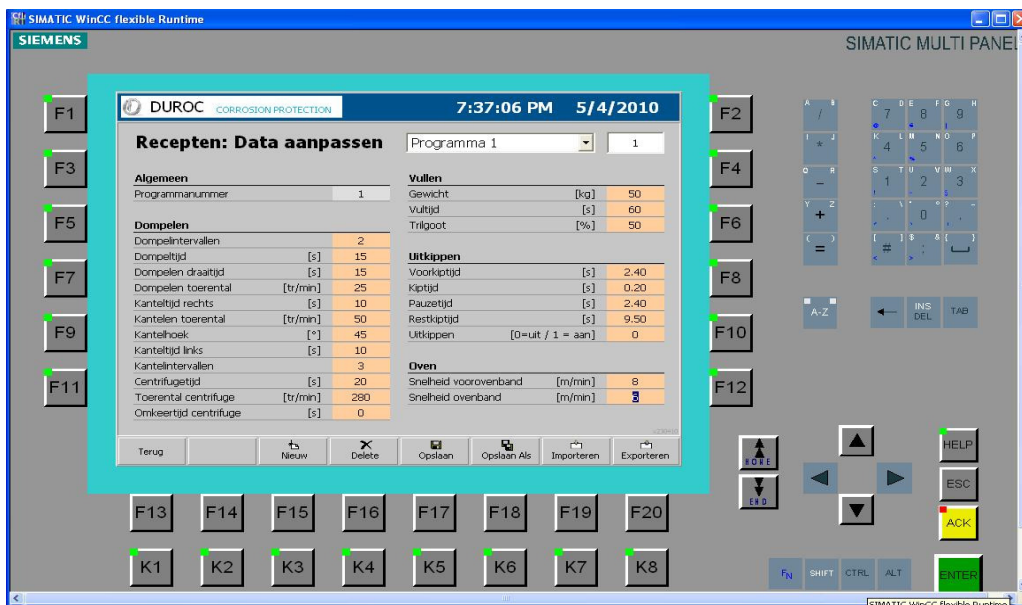 SIMATIC WinCC flexible Runtime
SIEMENS
SIMATIC MULTI PANEL
DUROC CORROSION PROTECTION 7:37:06 PM 5/4/2010
Recepten: Data aanpassen Programma 1 1
Algemeen
Programmanummer 1
Dompelen
Dompelintervallen 2
Dompeltijd [s] 15
Dompelen draaitijd [s] 15
Dompelen toerental [tr/min] 25
Kanteltijd rechts [s] 10
Kantelen toerental [tr/min] 50
Kantelhoek [°] 45
Kanteltijd links [s] 10
Kantelintervallen 3
Centrifugetijd [s] 20
Toerental centrifuge [tr/min] 280
Omkeertijd centrifuge [s] 0
Vullen
Gewicht [kg] 50
Vultijd [s] 60
Trilgoot [%] 50
Uitkippen
Voorkiptijd [s] 2.40
Kiptijd [s] 0.20
Pauzetijd [s] 2.40
Restkiptijd [s] 9.50
Uitkippen [0=uit / 1 = aan] 0
Oven
Snelheid voorovenband [m/min] 8
Snelheid ovenband [m/min]
Terug Nieuw Delete Opslaan Opslaan Als Importeren Exporteren
F1
F3
F5
F7
F9
F11
F2
F4
F6
F8
F10
F12
F13 F14 F15 F16 F17 F18 F19 F20
K1 K2 K3 K4 K5 K6 K7 K8
A B C D E F G H
/ 7 8 9
I J K L M N O P
* 4 5 6
Q R S T U V W X
- 1 2 3
Y Z
+ 0
= #
A-Z INS DEL TAB
HOME
END
HELP
ESC
ACK
FN SHIFT CTRL ALT ENTER
SIMATIC WinCC flexible Runtime